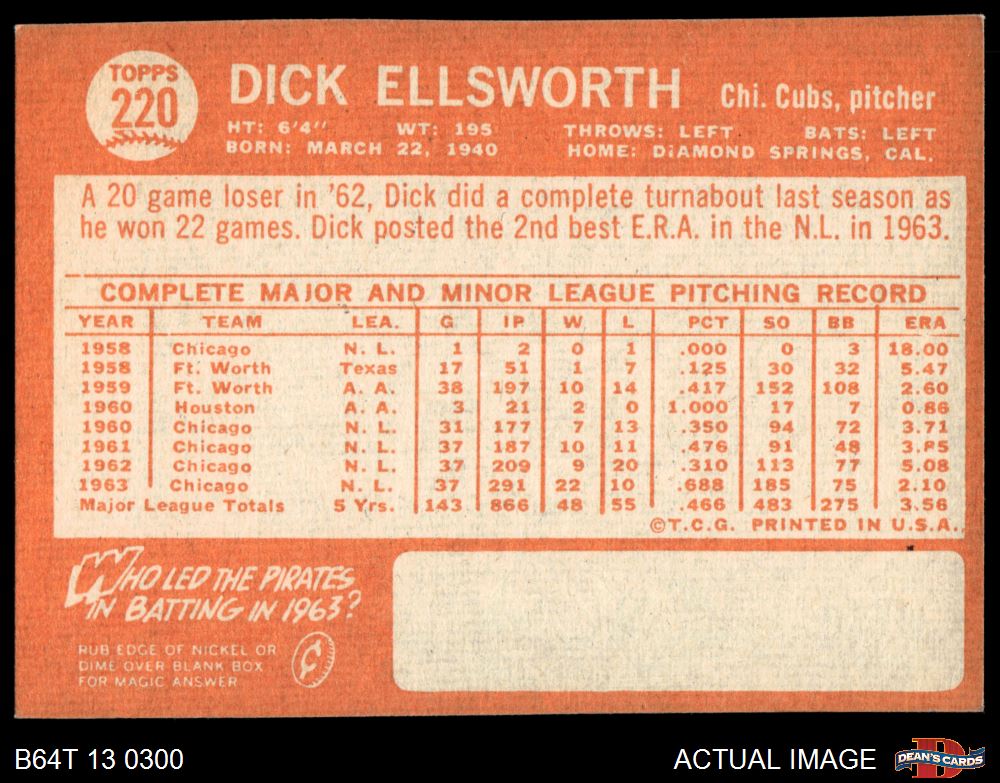 TOPPS
220
DICK ELLSWORTH Chi. Cubs, pitcher
HT: 6'4" WT: 195 THROWS: LEFT BATS: LEFT
BORN: MARCH 22, 1940 HOME: DIAMOND SPRINGS, CAL.
A 20 game loser in '62, Dick did a complete turnabout last season as
he won 22 games. Dick posted the 2nd best E.R.A. in the N.L. in 1963.
COMPLETE MAJOR AND MINOR LEAGUE PITCHING RECORD
YEAR TEAM LEA. G IP W L PCT SO BB ERA
1958 Chicago N. L. 1 2 0 1 .000 0 3 18.00
1958 Ft. Worth Texas 17 51 1 7 .125 30 32 5.47
1959 Ft. Worth A. A. 38 197 10 14 .417 152 108 2.60
1960 Houston A. A. 3 21 2 0 1.000 17 7 0.86
1960 Chicago N. L. 31 177 7 13 .350 94 72 3.71
1961 Chicago N. L. 37 187 10 11 .476 91 48 3.85
1962 Chicago N. L. 37 209 9 20 .310 113 77 5.08
1963 Chicago N. L. 37 291 22 10 .688 185 75 2.10
Major League Totals 5 Yrs. 143 866 48 55 .466 483 275 3.56
©T.C.G. PRINTED IN U.S.A.
WHO LED THE PIRATES
IN BATTING IN 1963?
RUB EDGE OF NICKEL OR
DIME OVER BLANK BOX
FOR MAGIC ANSWER
B64T 13 0300 ACTUAL IMAGE
D
DEAN'S CARDS